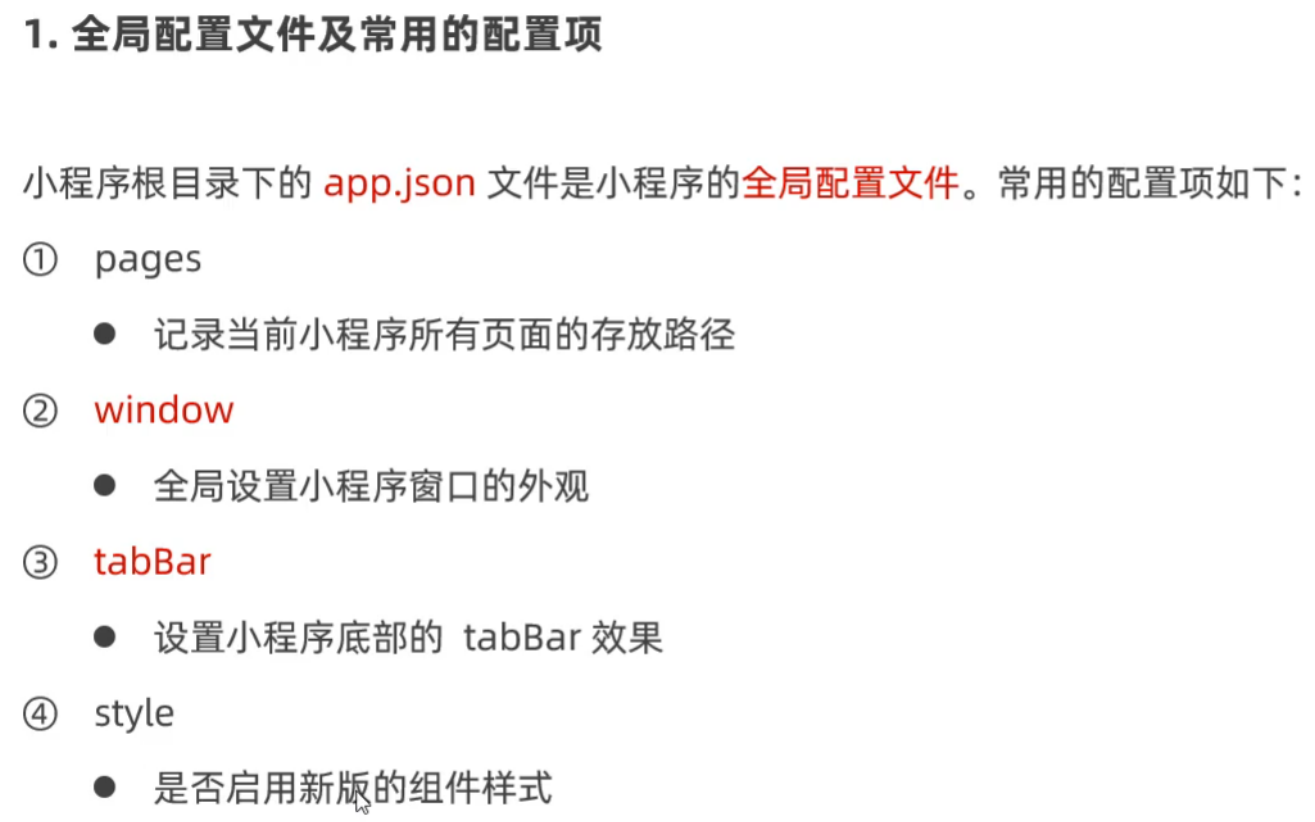 1. 全局配置文件及常用的配置项
小程序根目录下的 app.json 文件是小程序的全局配置文件。常用的配置项如下：
① pages
● 记录当前小程序所有页面的存放路径
② window
● 全局设置小程序窗口的外观
③ tabBar
● 设置小程序底部的 tabBar 效果
④ style
● 是否启用新版的组件样式